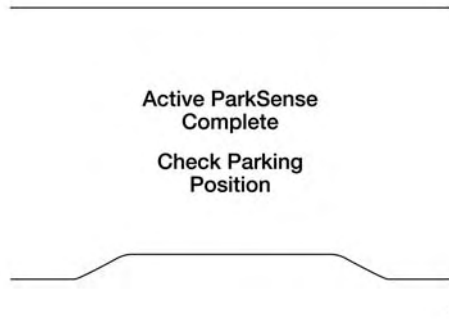 Active ParkSense
Complete
Check Parking
Position